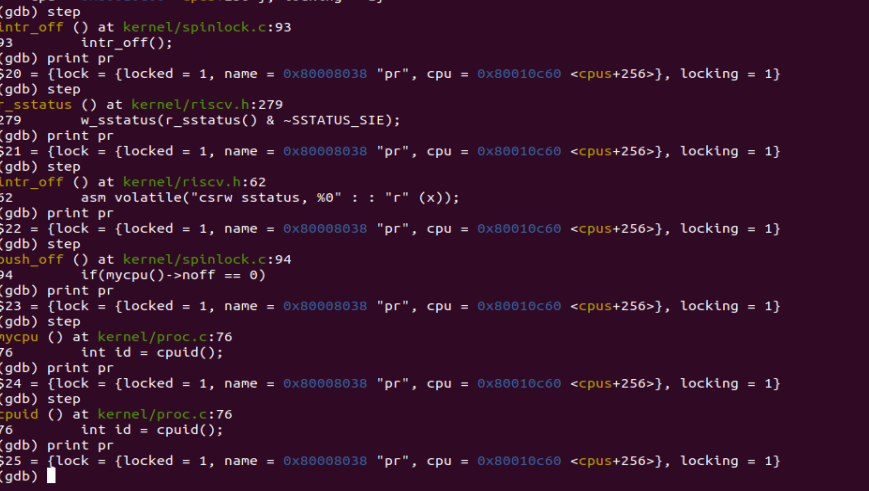 (gdb) step
intr_off () at kernel/spinlock.c:93
93 intr_off();
(gdb) print pr
$20 = {lock = {locked = 1, name = 0x80008038 "pr", cpu = 0x80010c60 <cpus+256>}, locking = 1}
(gdb) step
r_sstatus () at kernel/riscv.h:279
279 w_sstatus(r_sstatus() & ~SSTATUS_SIE);
(gdb) print pr
$21 = {lock = {locked = 1, name = 0x80008038 "pr", cpu = 0x80010c60 <cpus+256>}, locking = 1}
(gdb) step
intr_off () at kernel/riscv.h:62
62 asm volatile("csrw sstatus, %0" : : "r" (x));
(gdb) print pr
$22 = {lock = {locked = 1, name = 0x80008038 "pr", cpu = 0x80010c60 <cpus+256>}, locking = 1}
(gdb) step
push_off () at kernel/spinlock.c:94
94 if(mycpu()->noff == 0)
(gdb) print pr
$23 = {lock = {locked = 1, name = 0x80008038 "pr", cpu = 0x80010c60 <cpus+256>}, locking = 1}
(gdb) step
mycpu () at kernel/proc.c:76
76 int id = cpuid();
(gdb) print pr
$24 = {lock = {locked = 1, name = 0x80008038 "pr", cpu = 0x80010c60 <cpus+256>}, locking = 1}
(gdb) step
cpuid () at kernel/proc.c:76
76 int id = cpuid();
(gdb) print pr
$25 = {lock = {locked = 1, name = 0x80008038 "pr", cpu = 0x80010c60 <cpus+256>}, locking = 1}
(gdb)